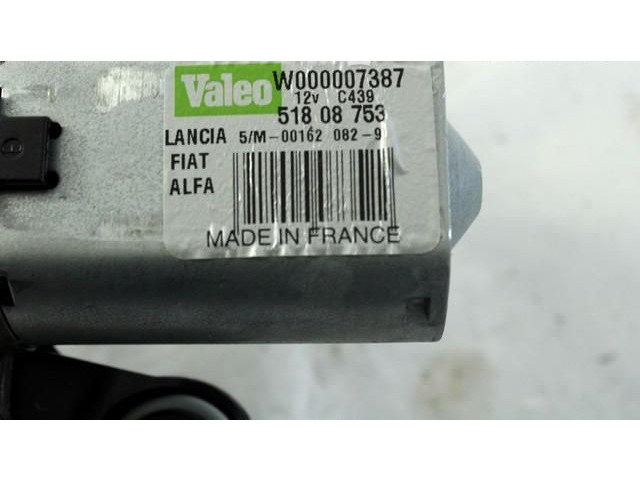 Valeo W000007387
12v C439
518 08 753
LANCIA 5/M-00162 082-9
FIAT
ALFA
MADE IN FRANCE